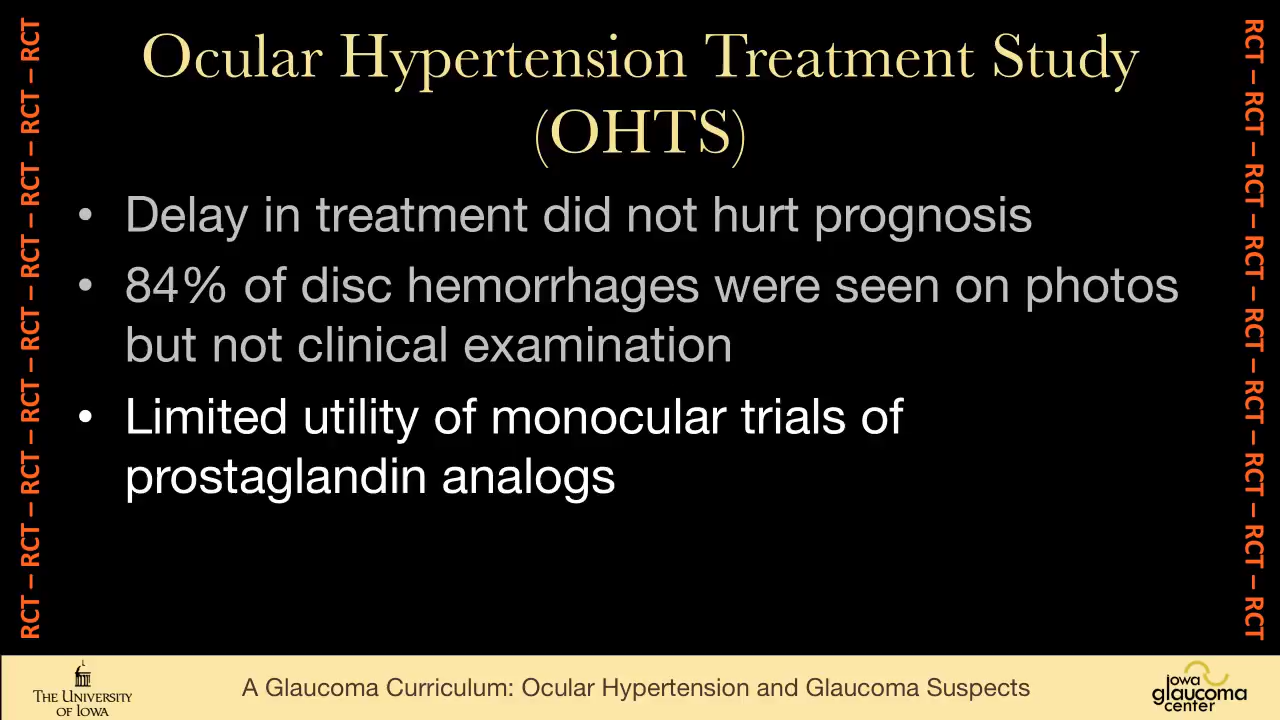 Ocular Hypertension Treatment Study
(OHTS)
• Delay in treatment did not hurt prognosis
• 84% of disc hemorrhages were seen on photos
but not clinical examination
• Limited utility of monocular trials of
prostaglandin analogs
RCT – RCT – RCT – RCT – RCT – RCT – RCT – RCT – RCT
RCT – RCT – RCT – RCT – RCT – RCT – RCT – RCT – RCT
THE UNIVERSITY
OF IOWA
A Glaucoma Curriculum: Ocular Hypertension and Glaucoma Suspects
iowa
glaucoma
center